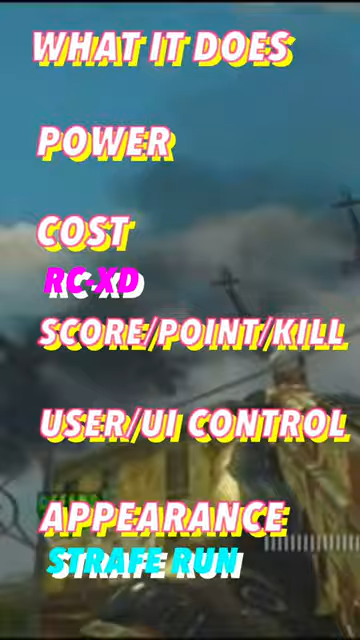 WHAT IT DOES
POWER
COST
RC-XD
SCORE/POINT/KILL
USER/UI CONTROL
APPEARANCE
STRAFE RUN